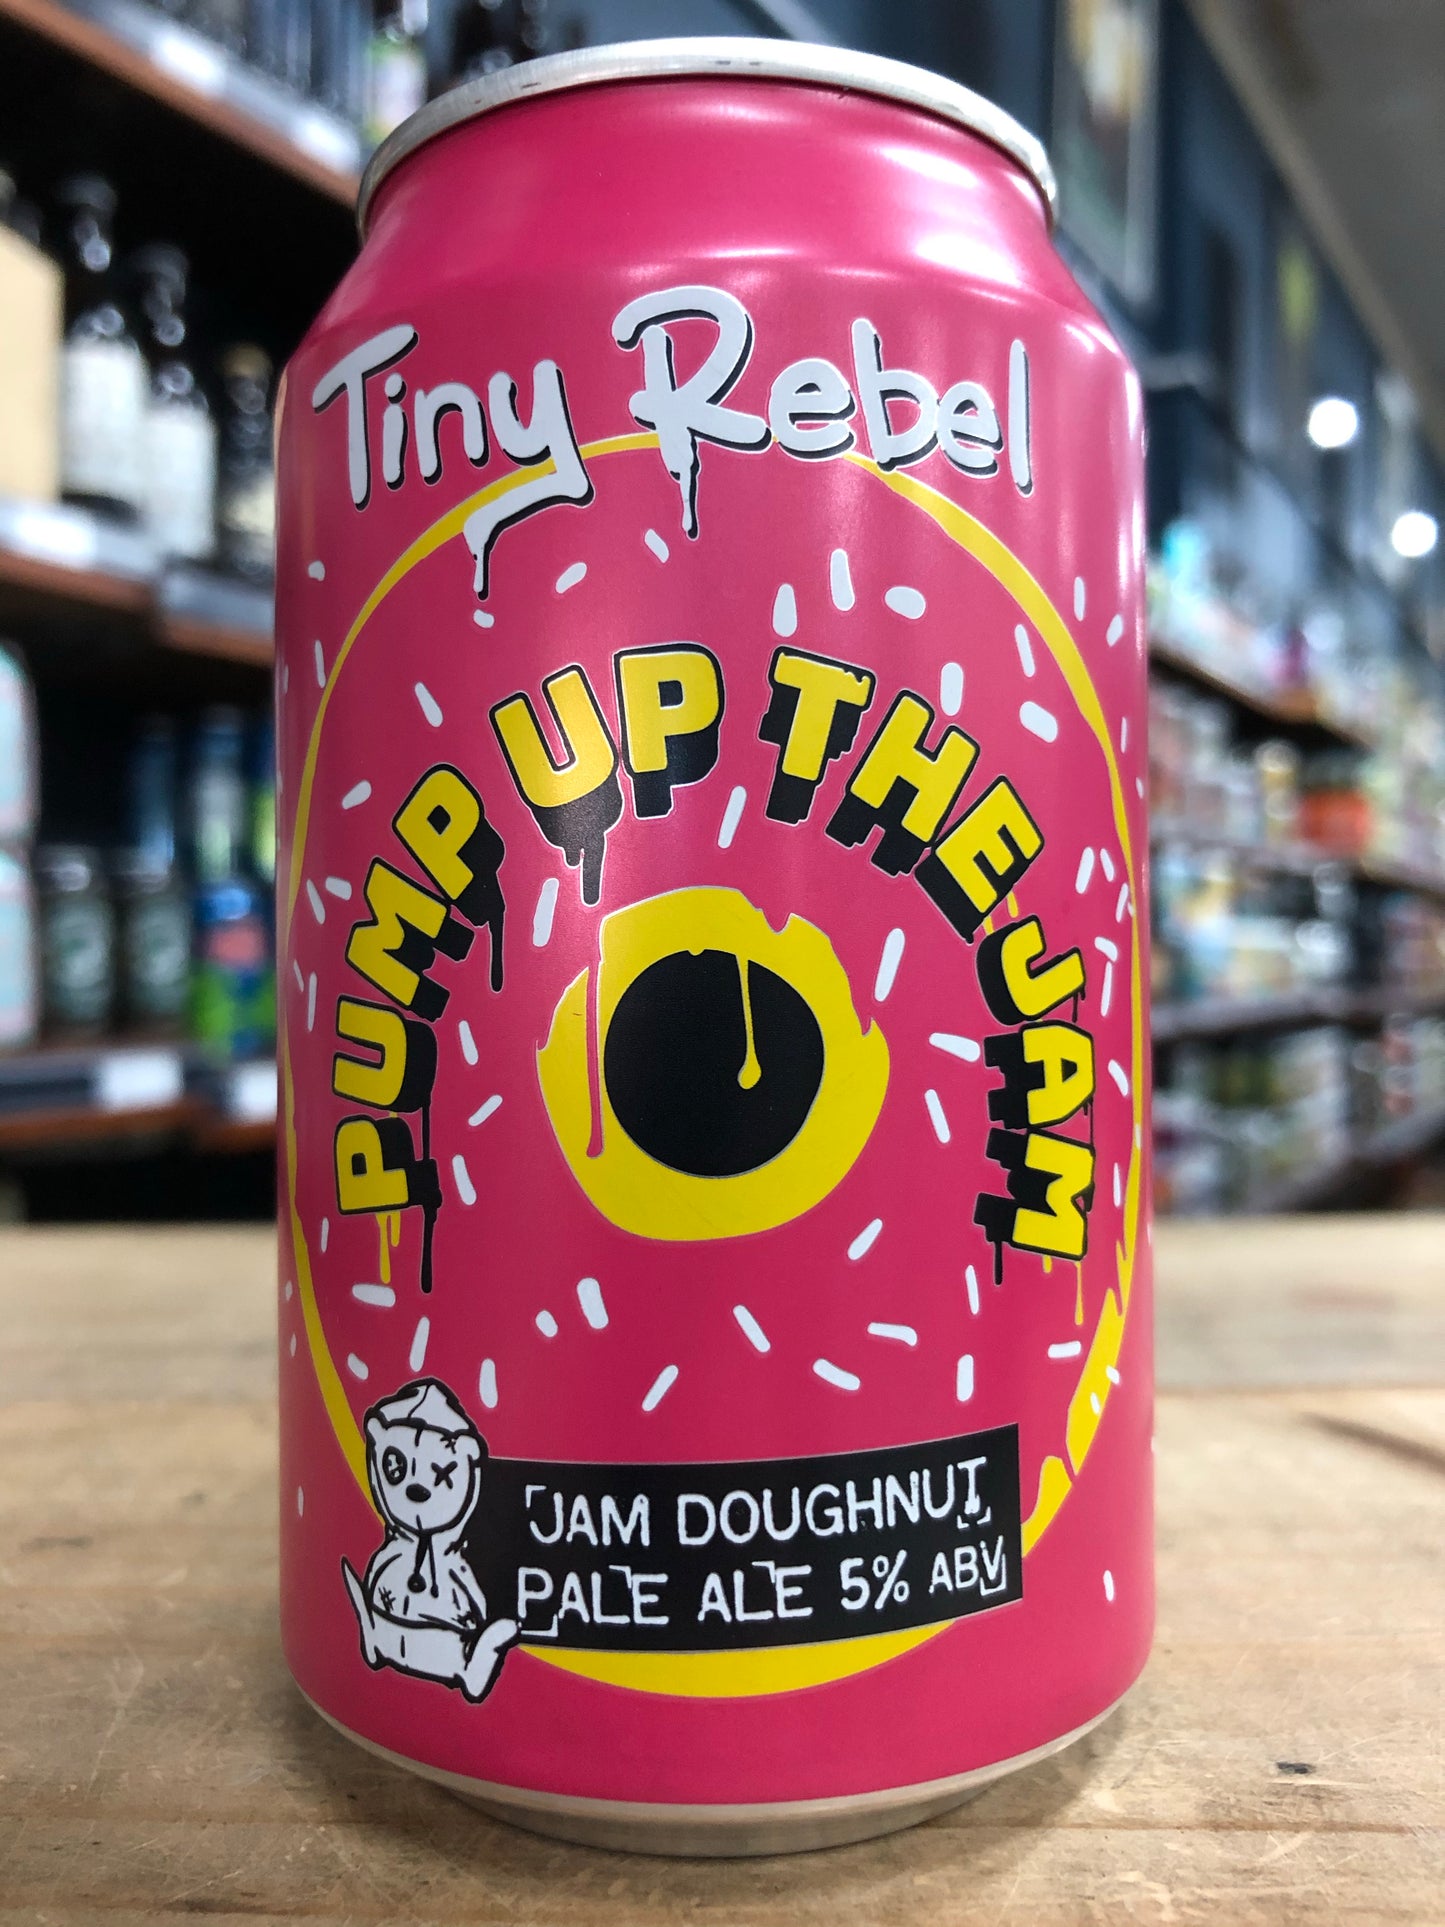 Tiny Rebel
PUMP UP THE JAM
JAM DOUGHNUT
PALE ALE 5% ABV